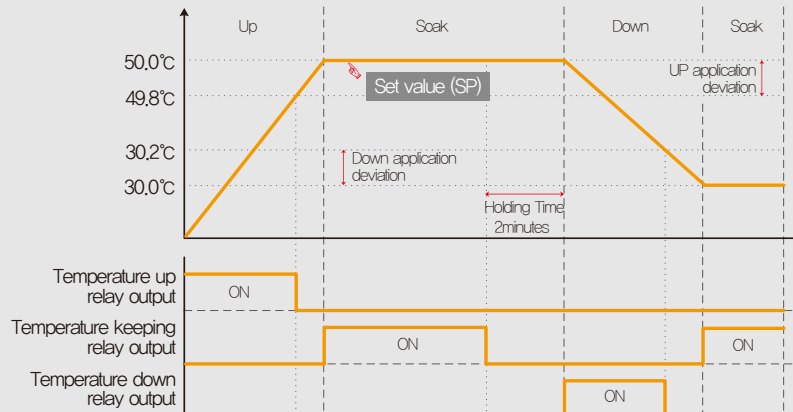 Up Soak Down Soak
50.0℃
UP application
deviation
Set value (SP)
49.8℃
30.2℃
Down application
deviation
30.0℃
Holding Time
2minutes
Temperature up
relay output
ON
Temperature keeping
relay output
ON ON
Temperature down
relay output
ON